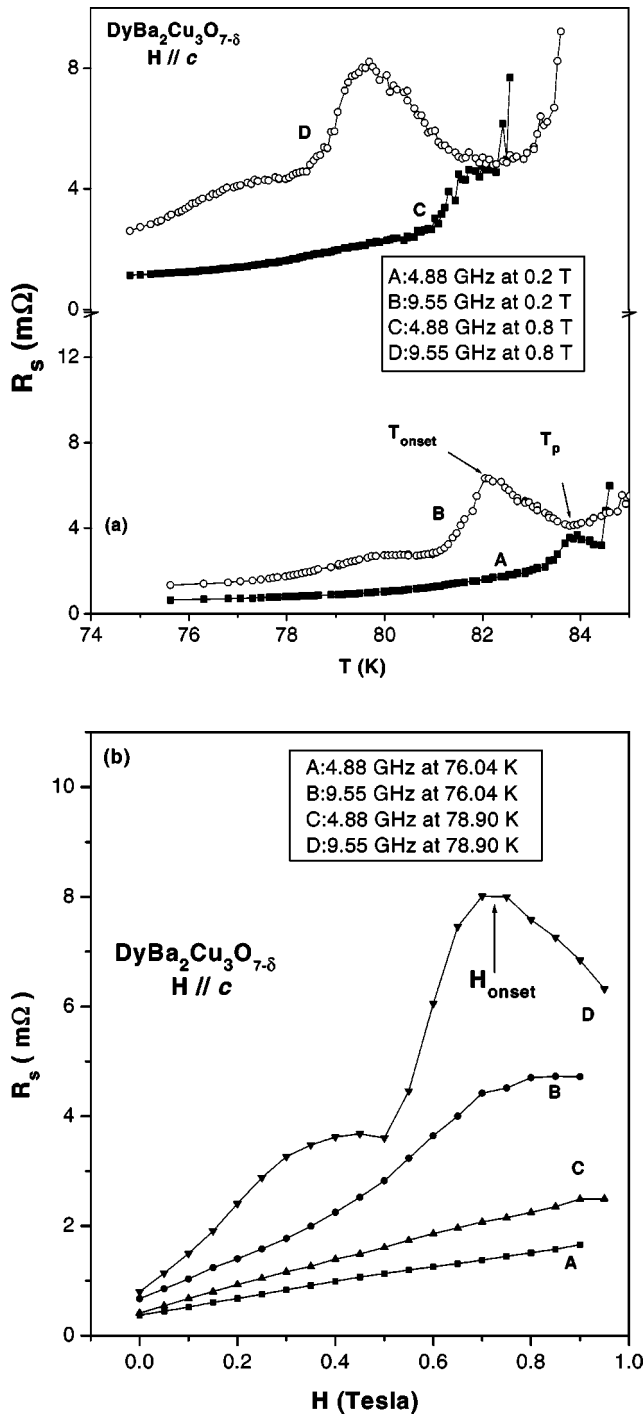 DyBa₂Cu₃O₇₋δ
H // c
8
D
4
C
0
A:4.88 GHz at 0.2 T
B:9.55 GHz at 0.2 T
C:4.88 GHz at 0.8 T
D:9.55 GHz at 0.8 T
Rₛ (mΩ)
12
8
T_onset
T_p
B
4
(a)
A
0
74 76 78 80 82 84
T (K)
(b)
10
A:4.88 GHz at 76.04 K
B:9.55 GHz at 76.04 K
C:4.88 GHz at 78.90 K
D:9.55 GHz at 78.90 K
8
DyBa₂Cu₃O₇₋δ
H // c
H_onset
D
6
Rₛ ( mΩ)
B
4
C
2
A
0
0.0 0.2 0.4 0.6 0.8 1.0
H (Tesla)